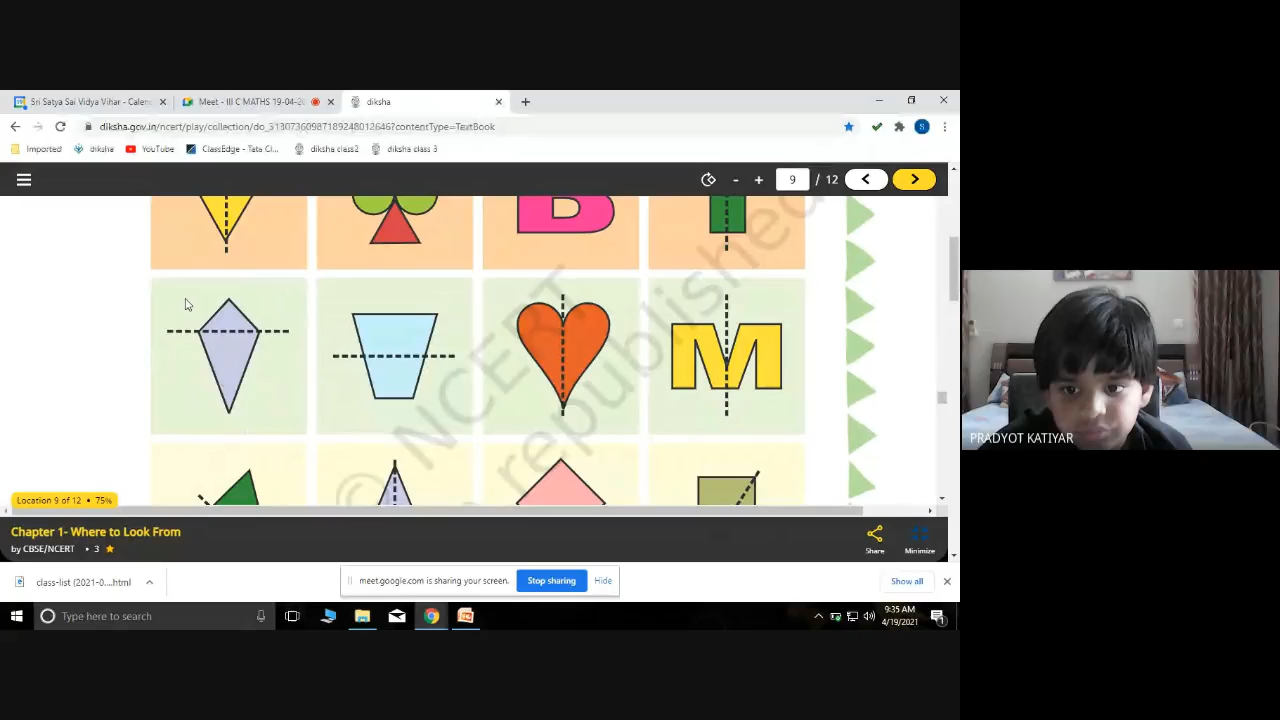 Sri Satya Sai Vidya Vihar - Calen
Meet - III C MATHS 19-04-20
diksha
diksha.gov.in/ncert/play/collection/do_31307360987189248012646?contentType=TextBook
S
Imported
diksha
YouTube
ClassEdge - Tata Cl...
diksha class2
diksha class 3
- + 9 / 12
B
M
© NCERT
republished
Location 9 of 12 • 75%
Chapter 1- Where to Look From
by CBSE/NCERT • 3
Share
Minimize
PRADYOT KATIYAR
class-list (2021-0....html
meet.google.com is sharing your screen.
Stop sharing
Hide
Show all
Type here to search
9:35 AM
4/19/2021